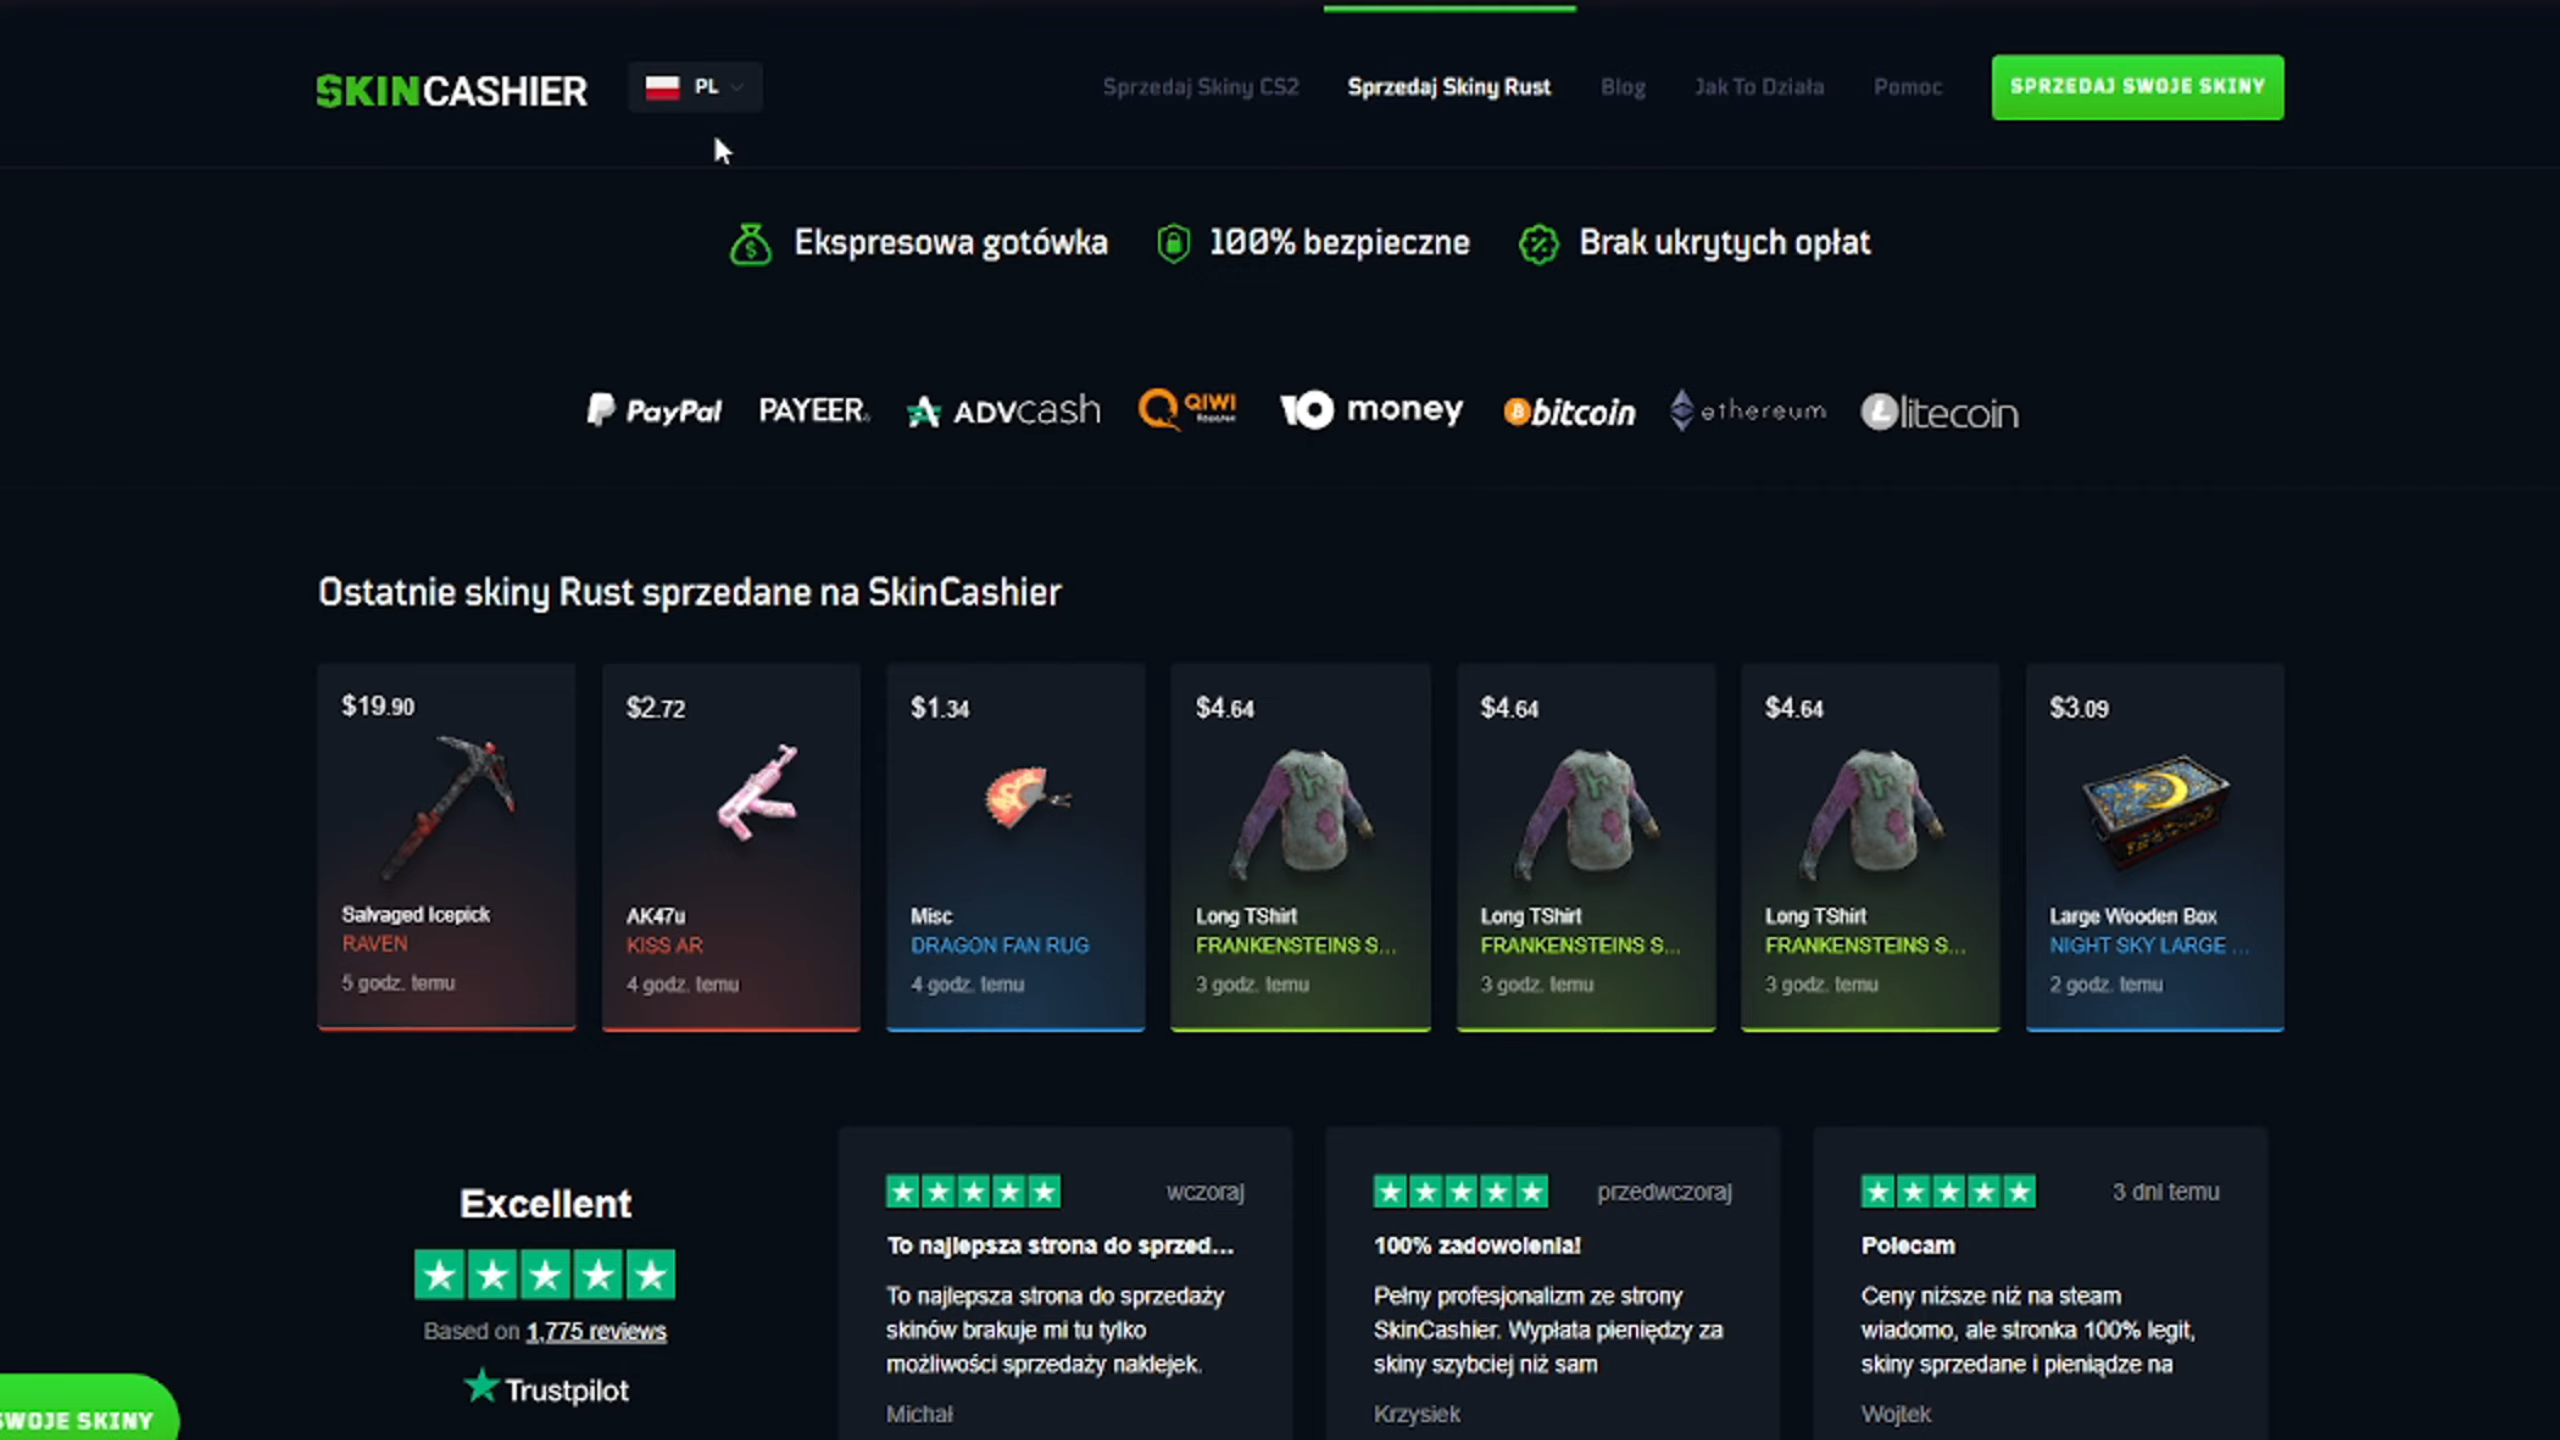 SKINCASHIER
PL
Sprzedaj Skiny CS2
Sprzedaj Skiny Rust
Blog
Jak To Działa
Pomoc
SPRZEDAJ SWOJE SKINY
Ekspresowa gotówka
100% bezpieczne
Brak ukrytych opłat
PayPal
PAYEER
ADVcash
QIWI
money
bitcoin
ethereum
litecoin
Ostatnie skiny Rust sprzedane na SkinCashier
$19.90
Salvaged Icepick
RAVEN
5 godz. temu
$2.72
AK47u
KISS AR
4 godz. temu
$1.34
Misc
DRAGON FAN RUG
4 godz. temu
$4.64
Long TShirt
FRANKENSTEINS S...
3 godz. temu
$4.64
Long TShirt
FRANKENSTEINS S...
3 godz. temu
$4.64
Long TShirt
FRANKENSTEINS S...
3 godz. temu
$3.09
Large Wooden Box
NIGHT SKY LARGE ...
2 godz. temu
Excellent
Based on 1,775 reviews
Trustpilot
wczoraj
To najlepsza strona do sprzed...
To najlepsza strona do sprzedaży
skinów brakuje mi tu tylko
możliwości sprzedaży naklejek.
Michał
przedwczoraj
100% zadowolenia!
Pełny profesjonalizm ze strony
SkinCashier. Wypłata pieniędzy za
skiny szybciej niż sam
Krzysiek
3 dni temu
Polecam
Ceny niższe niż na steam
wiadomo, ale stronka 100% legit,
skiny sprzedane i pieniądze na
Wojtek
SWOJE SKINY